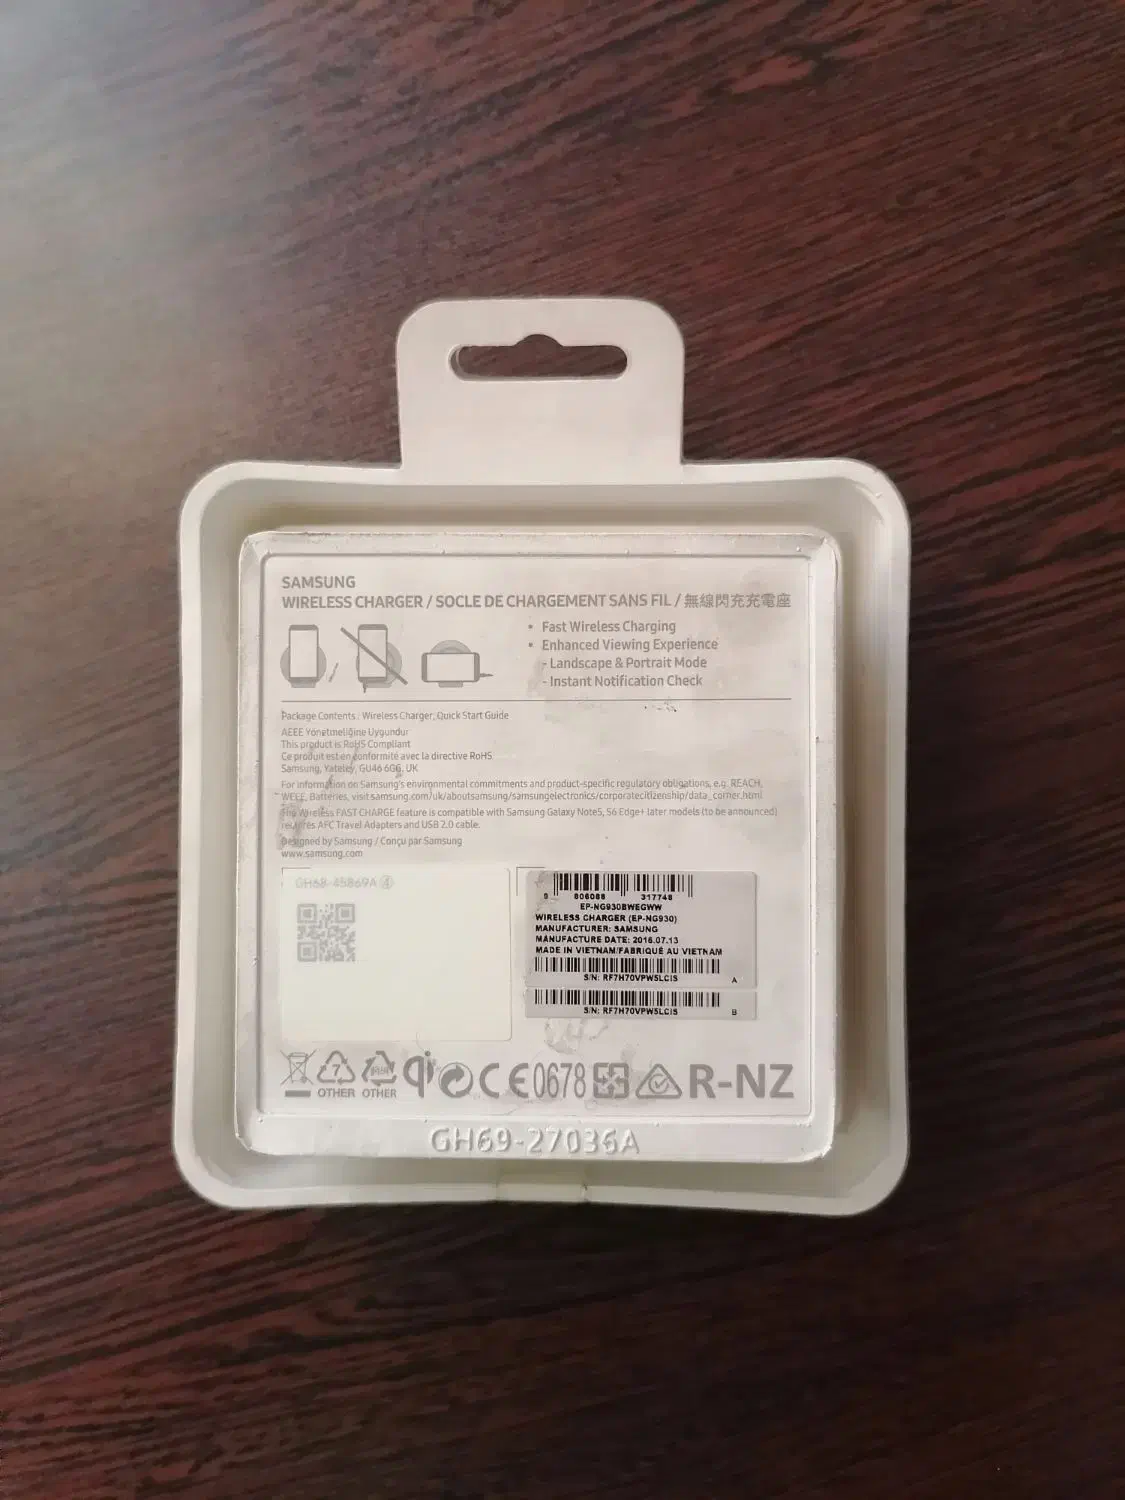 SAMSUNG
WIRELESS CHARGER / SOCLE DE CHARGEMENT SANS FIL / 無線閃充充電座
• Fast Wireless Charging
• Enhanced Viewing Experience
- Landscape & Portrait Mode
- Instant Notification Check
Package Contents : Wireless Charger, Quick Start Guide
AEEE Yönetmeliğine Uygundur
This product is RoHS Compliant
Ce produit est en conformité avec la directive RoHS
Samsung, Yateley, GU46 6GG, UK
For information on Samsung's environmental commitments and product-specific regulatory obligations, e.g. REACH,
WEEE, Batteries, visit samsung.com/uk/aboutsamsung/samsungelectronics/corporatecitizenship/data_corner.html
The Wireless FAST CHARGE feature is compatible with Samsung Galaxy Note5, S6 Edge+ later models (to be announced)
requires AFC Travel Adapters and USB 2.0 cable.
Designed by Samsung / Conçu par Samsung
www.samsung.com
GH68-45869A ④
9 806088 317748
EP-NG930BWEGWW
WIRELESS CHARGER (EP-NG930)
MANUFACTURER: SAMSUNG
MANUFACTURE DATE: 2016.07.13
MADE IN VIETNAM/FABRIQUÉ AU VIETNAM
S/N: RF7H70VPW5LCIS A
S/N: RF7H70VPW5LCIS B
7
OTHER OTHER
qi CE0678 R-NZ
GH69-27036A